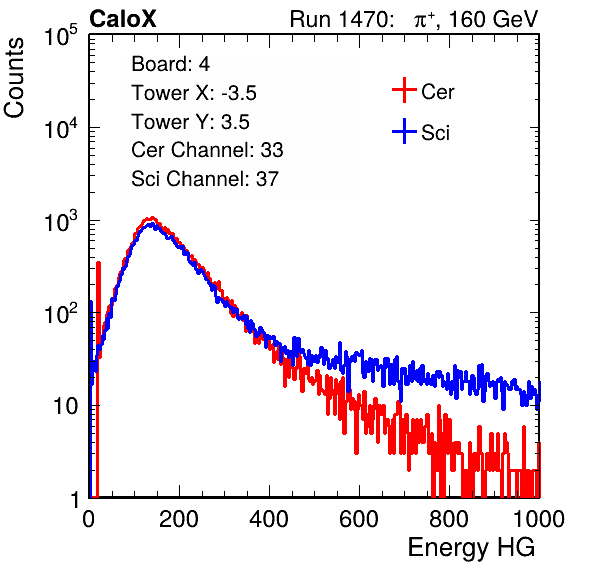 CaloX Run 1470: π⁺, 160 GeV
Counts
Board: 4
Tower X: -3.5
Tower Y: 3.5
Cer Channel: 33
Sci Channel: 37
Cer
Sci
10⁵
10⁴
10³
10²
10
1
0 200 400 600 800 1000
Energy HG